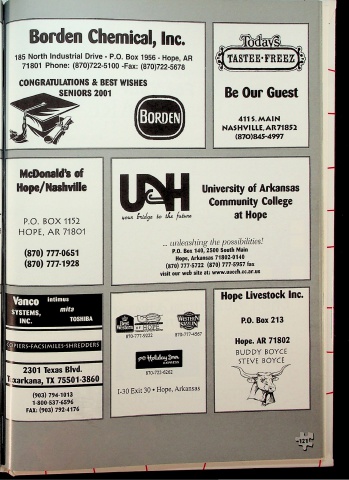 Borden Chemical, Inc.
185 North Industrial Drive - P.O. Box 1956 - Hope, AR
71801 Phone: (870)722-5100 -Fax: (870)722-5678
CONGRATULATIONS & BEST WISHES
SENIORS 2001
BORDEN
Today's
TASTEE·FREEZ
Be Our Guest
411 S. MAIN
NASHVILLE, AR71852
(870)845-4997
McDonald's of
Hope/Nashville
P.O. BOX 1152
HOPE, AR 71801
(870) 777-0651
(870) 777-1928
UACCH
your bridge to the future
University of Arkansas
Community College
at Hope
... unleashing the possibilities!
P.O. Box 140, 2500 South Main
Hope, Arkansas 71802-0140
(870) 777-5722 (870) 777-5957 fax
visit our web site at: www.uacch.cc.ar.us
Vanco
SYSTEMS,
INC.
intimus
mita
TOSHIBA
COPIERS-FACSIMILES-SHREDDERS
2301 Texas Blvd.
Texarkana, TX 75501-3860
(903) 794-1013
1-800-537-6596
FAX: (903) 792-4176
Best Western
OF HOPE
870-777-9222
WESTERN
870-777-4567
Holiday Inn
EXPRESS
870-722-6262
I-30 Exit 30 • Hope, Arkansas
Hope Livestock Inc.
P.O. Box 213
Hope. AR 71802
BUDDY BOYCE
STEVE BOYCE
121